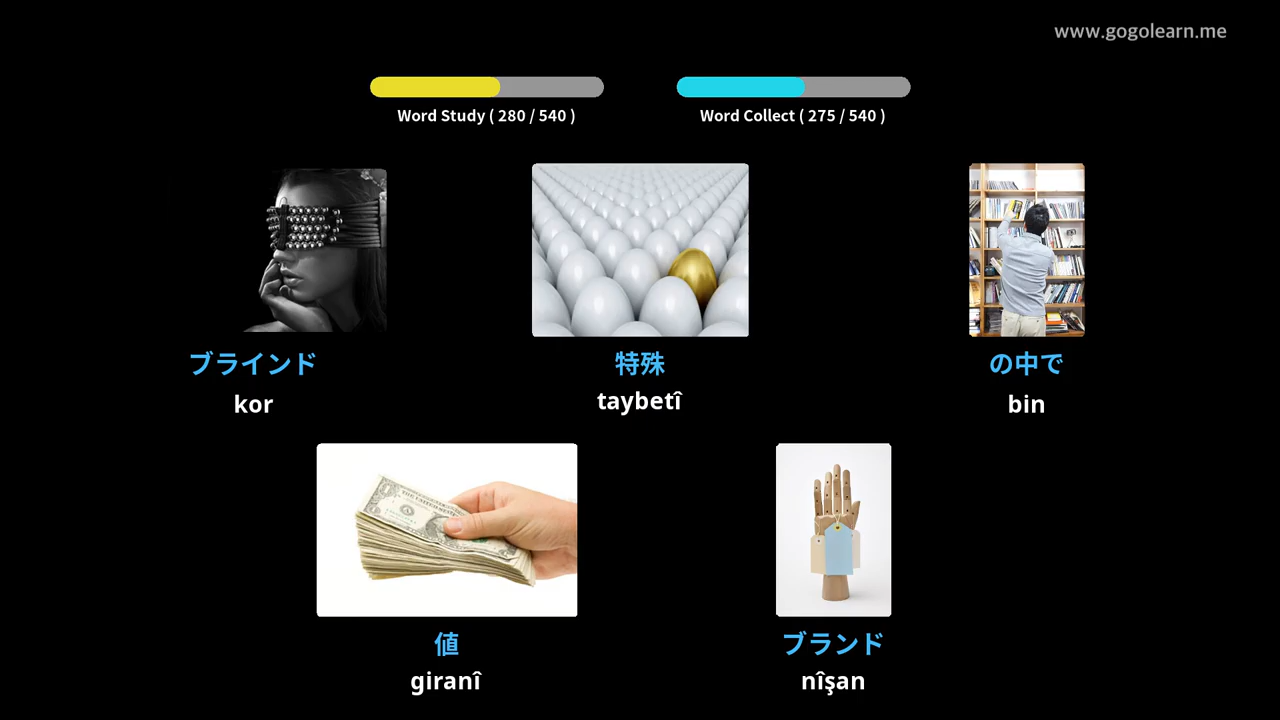 www.gogolearn.me
Word Study ( 280 / 540 )
Word Collect ( 275 / 540 )
ブラインド
kor
特殊
taybetî
の中で
bin
値
giranî
ブランド
nîşan